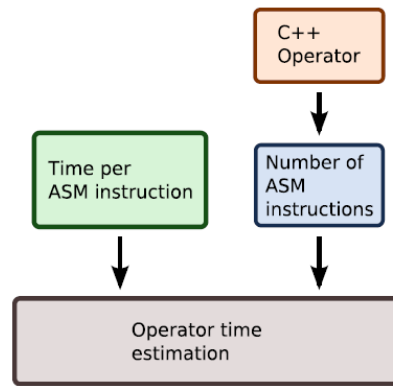 C++
Operator
Time per
ASM instruction
Number of
ASM
instructions
Operator time
estimation